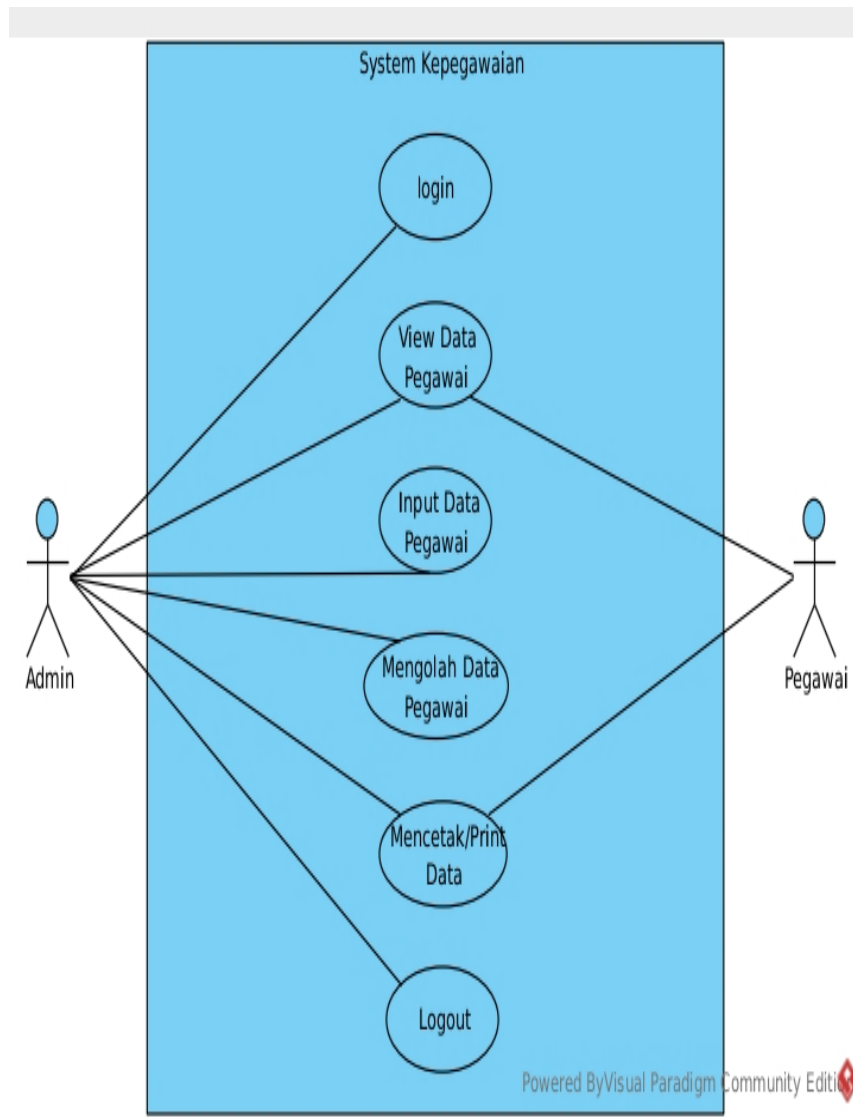 System Kepegawaian
login
View Data
Pegawai
Input Data
Pegawai
Mengolah Data
Pegawai
Mencetak/Print
Data
Logout
Admin
Pegawai
Powered ByVisual Paradigm Community Edition